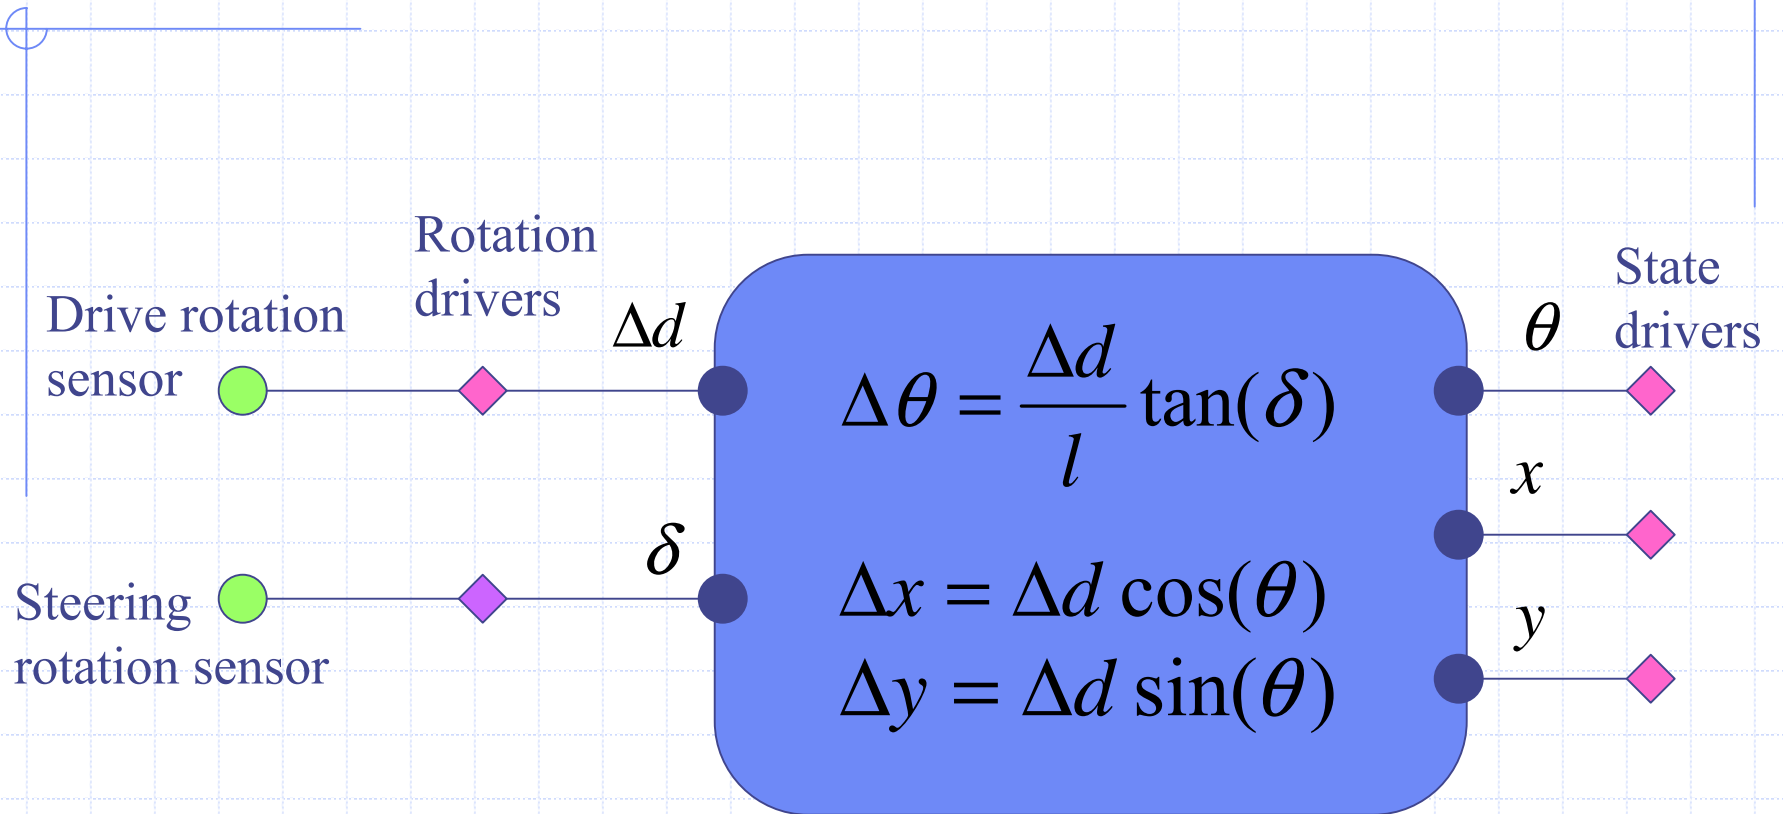 Rotation
drivers
Drive rotation
sensor
Δd
δ
Steering
rotation sensor
Δθ = Δd/l tan(δ)
Δx = Δd cos(θ)
Δy = Δd sin(θ)
θ
x
y
State
drivers